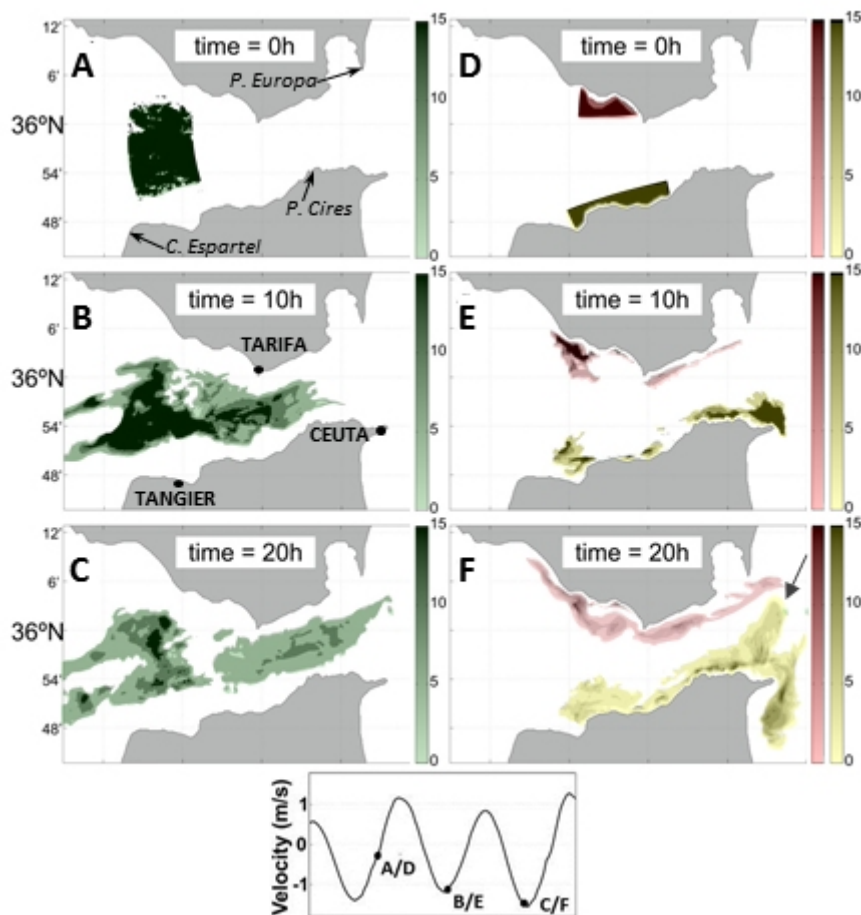 12'
A
time = 0h
15
6'
P. Europa
10
36ºN
54'
5
P. Cires
48'
C. Espartel
0
D
time = 0h
15
10
5
0
12'
B
time = 10h
15
6'
TARIFA
10
36ºN
54'
CEUTA
5
48'
TANGIER
0
E
time = 10h
15
10
5
0
12'
C
time = 20h
15
6'
10
36ºN
54'
5
48'
0
F
time = 20h
15
10
5
0
Velocity (m/s)
1
0
-1
A/D
B/E
C/F